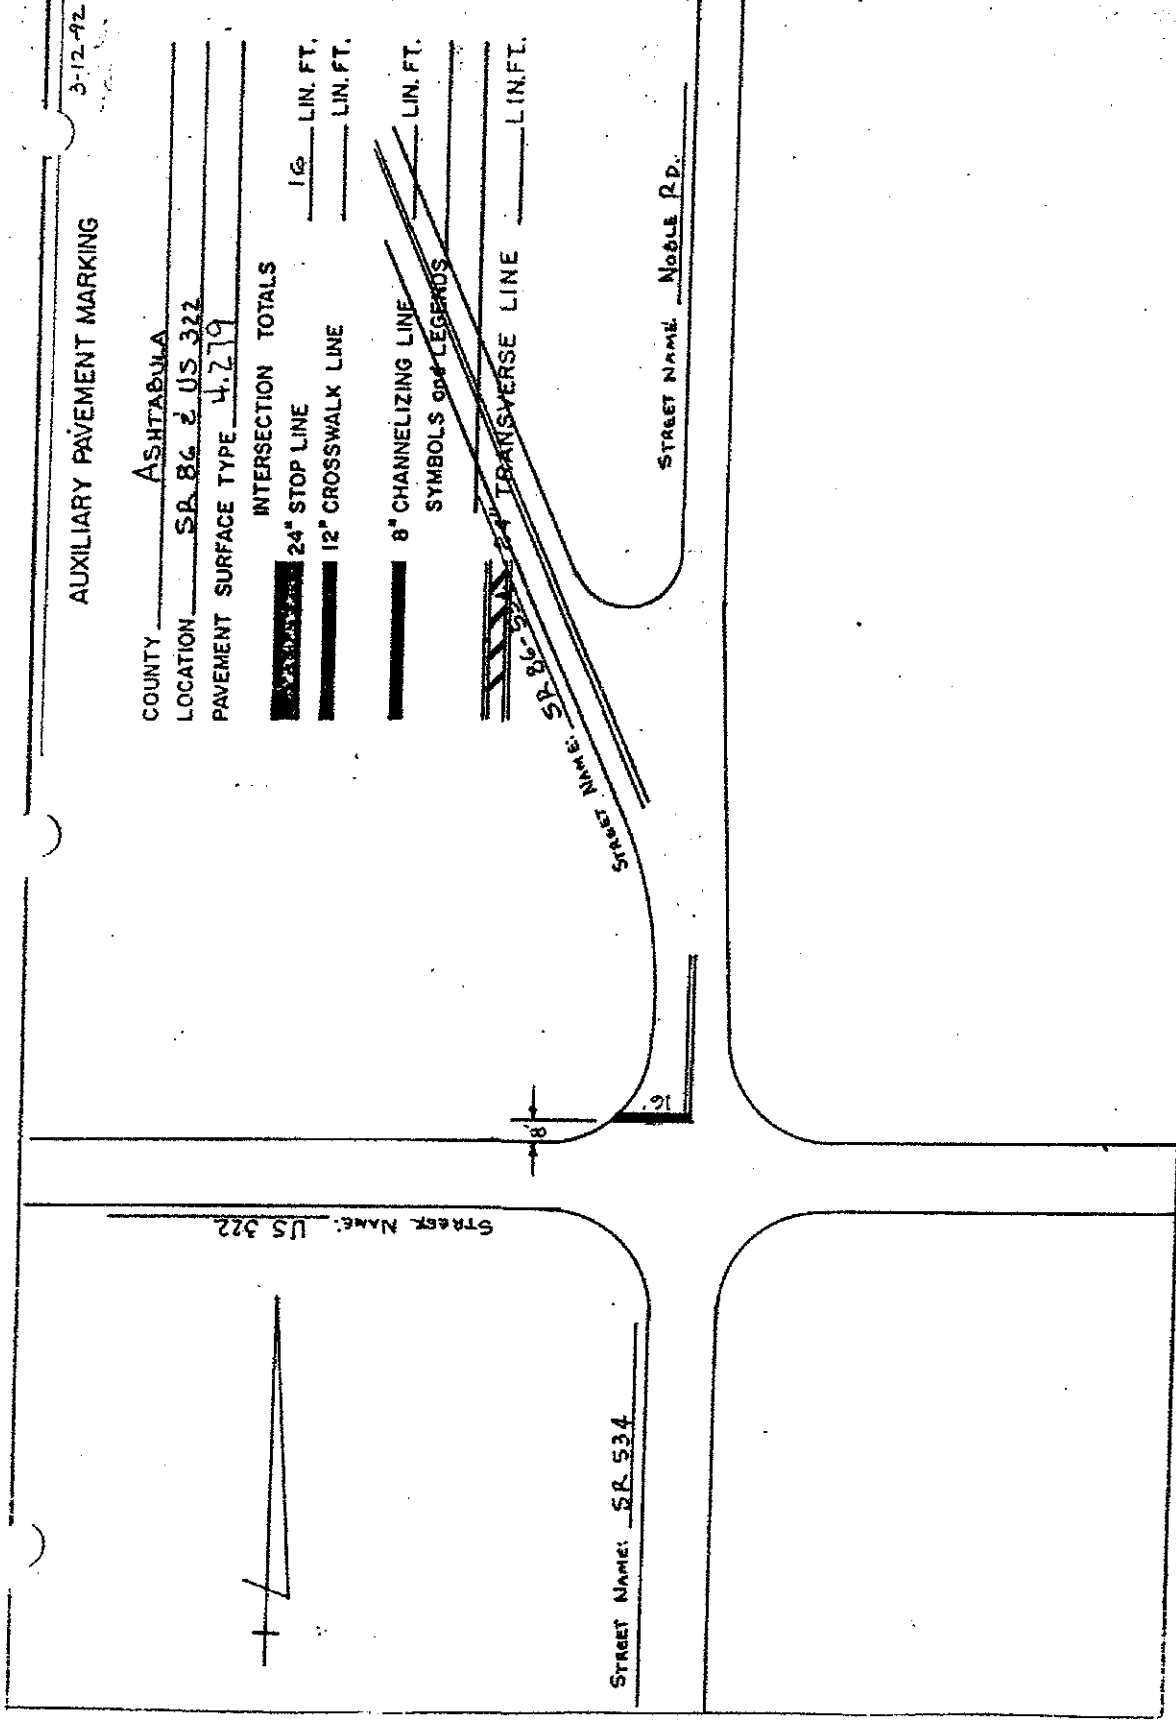 3-12-92
AUXILIARY PAVEMENT MARKING
COUNTY ASHTABULA
LOCATION SR 86 & US 322
PAVEMENT SURFACE TYPE 4.279
INTERSECTION TOTALS
24" STOP LINE 16 LIN. FT.
12" CROSSWALK LINE LIN. FT.
8" CHANNELIZING LINE LIN. FT.
SYMBOLS and LEGENDS
24" TRANSVERSE LINE LIN. FT.
STREET NAME: SR 86-
STREET NAME: NOBLE RD.
8'
16'
STREET NAME: US 322
STREET NAME: SR 534